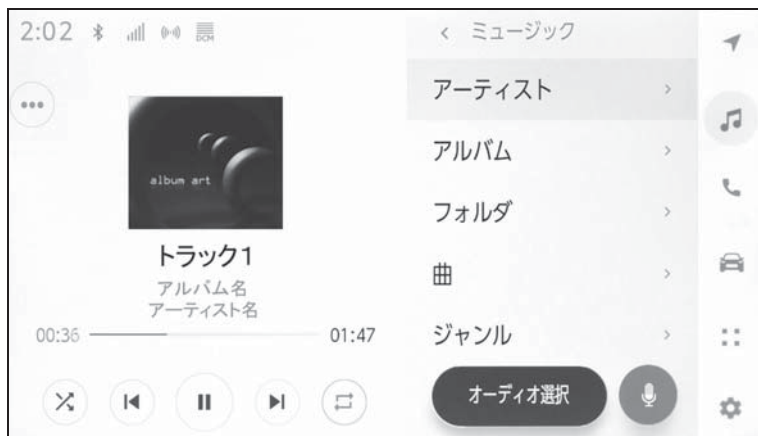 2:02
DCM
album art
トラック1
アルバム名
アーティスト名
00:36
01:47
ミュージック
アーティスト
アルバム
フォルダ
曲
ジャンル
オーディオ選択